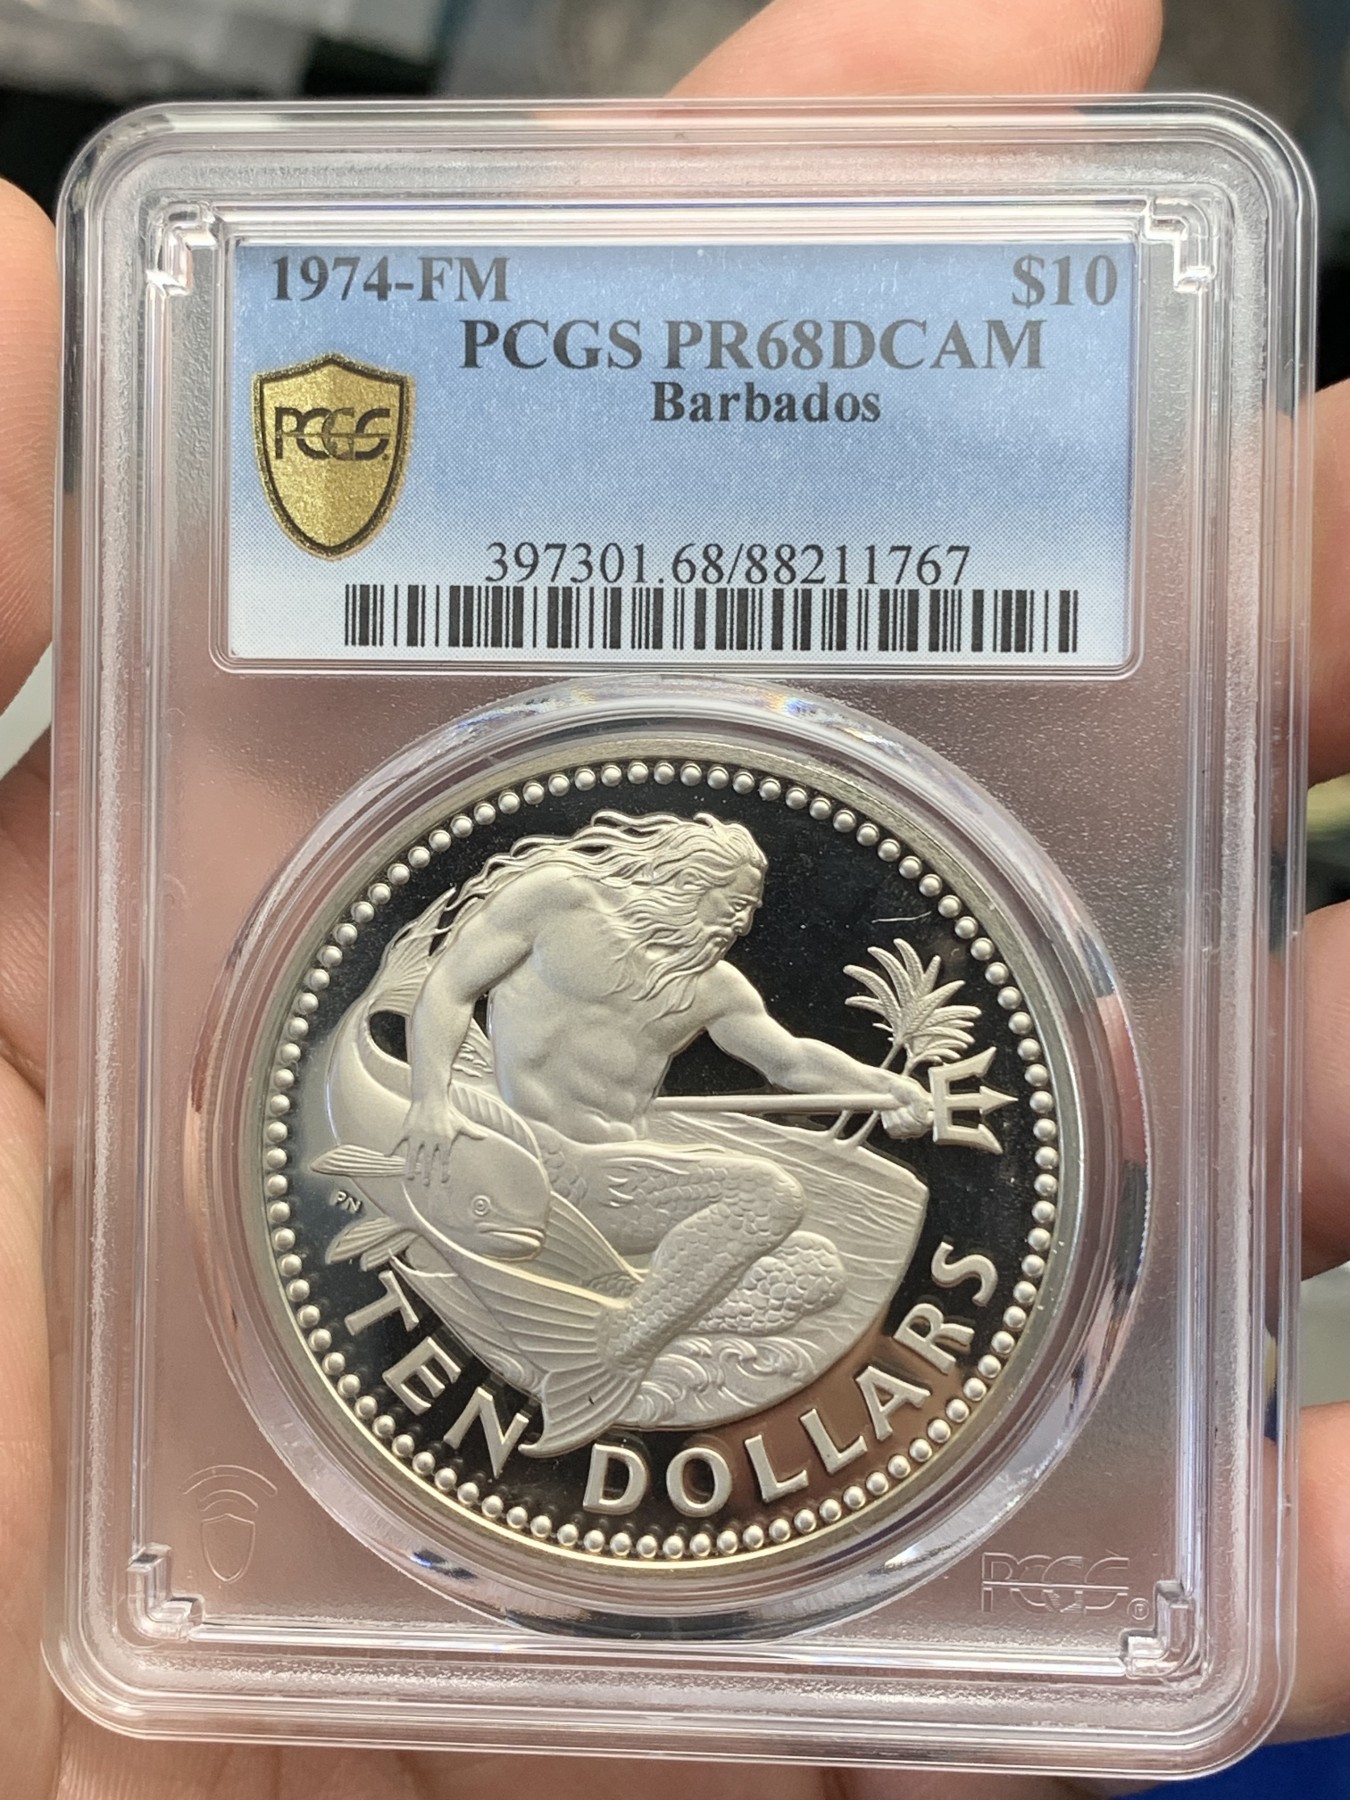 1974-FM $10
PCGS PR68DCAM
Barbados
PCGS
397301.68/88211767
PN
TEN DOLLARS
PCGS®